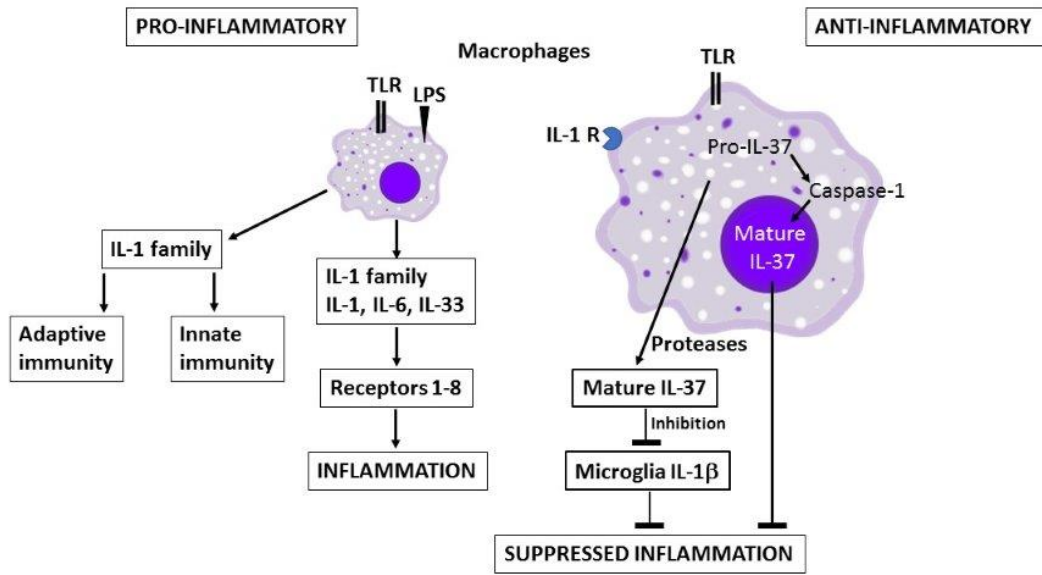 PRO-INFLAMMATORY
ANTI-INFLAMMATORY
Macrophages
TLR
LPS
IL-1 family
Adaptive
immunity
Innate
immunity
IL-1 family
IL-1, IL-6, IL-33
Receptors 1-8
INFLAMMATION
TLR
IL-1 R
Pro-IL-37
Caspase-1
Mature
IL-37
Proteases
Mature IL-37
Inhibition
Microglia IL-1β
SUPPRESSED INFLAMMATION